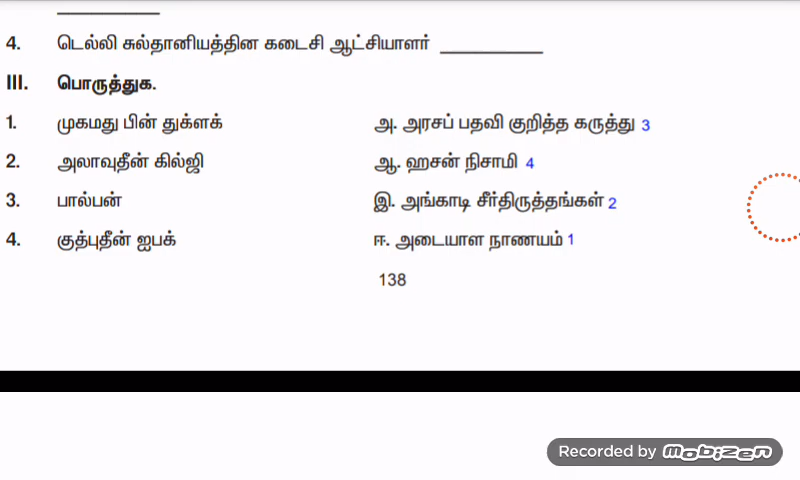 4. டெல்லி சுல்தானியத்தின கடைசி ஆட்சியாளர் ____________
III. பொருத்துக.
1. முகமது பின் துக்ளக் அ. அரசப் பதவி குறித்த கருத்து 3
2. அலாவுதீன் கில்ஜி ஆ. ஹசன் நிசாமி 4
3. பால்பன் இ. அங்காடி சீர்திருத்தங்கள் 2
4. குத்புதீன் ஐபக் ஈ. அடையாள நாணயம் 1
138
Recorded by mobizen